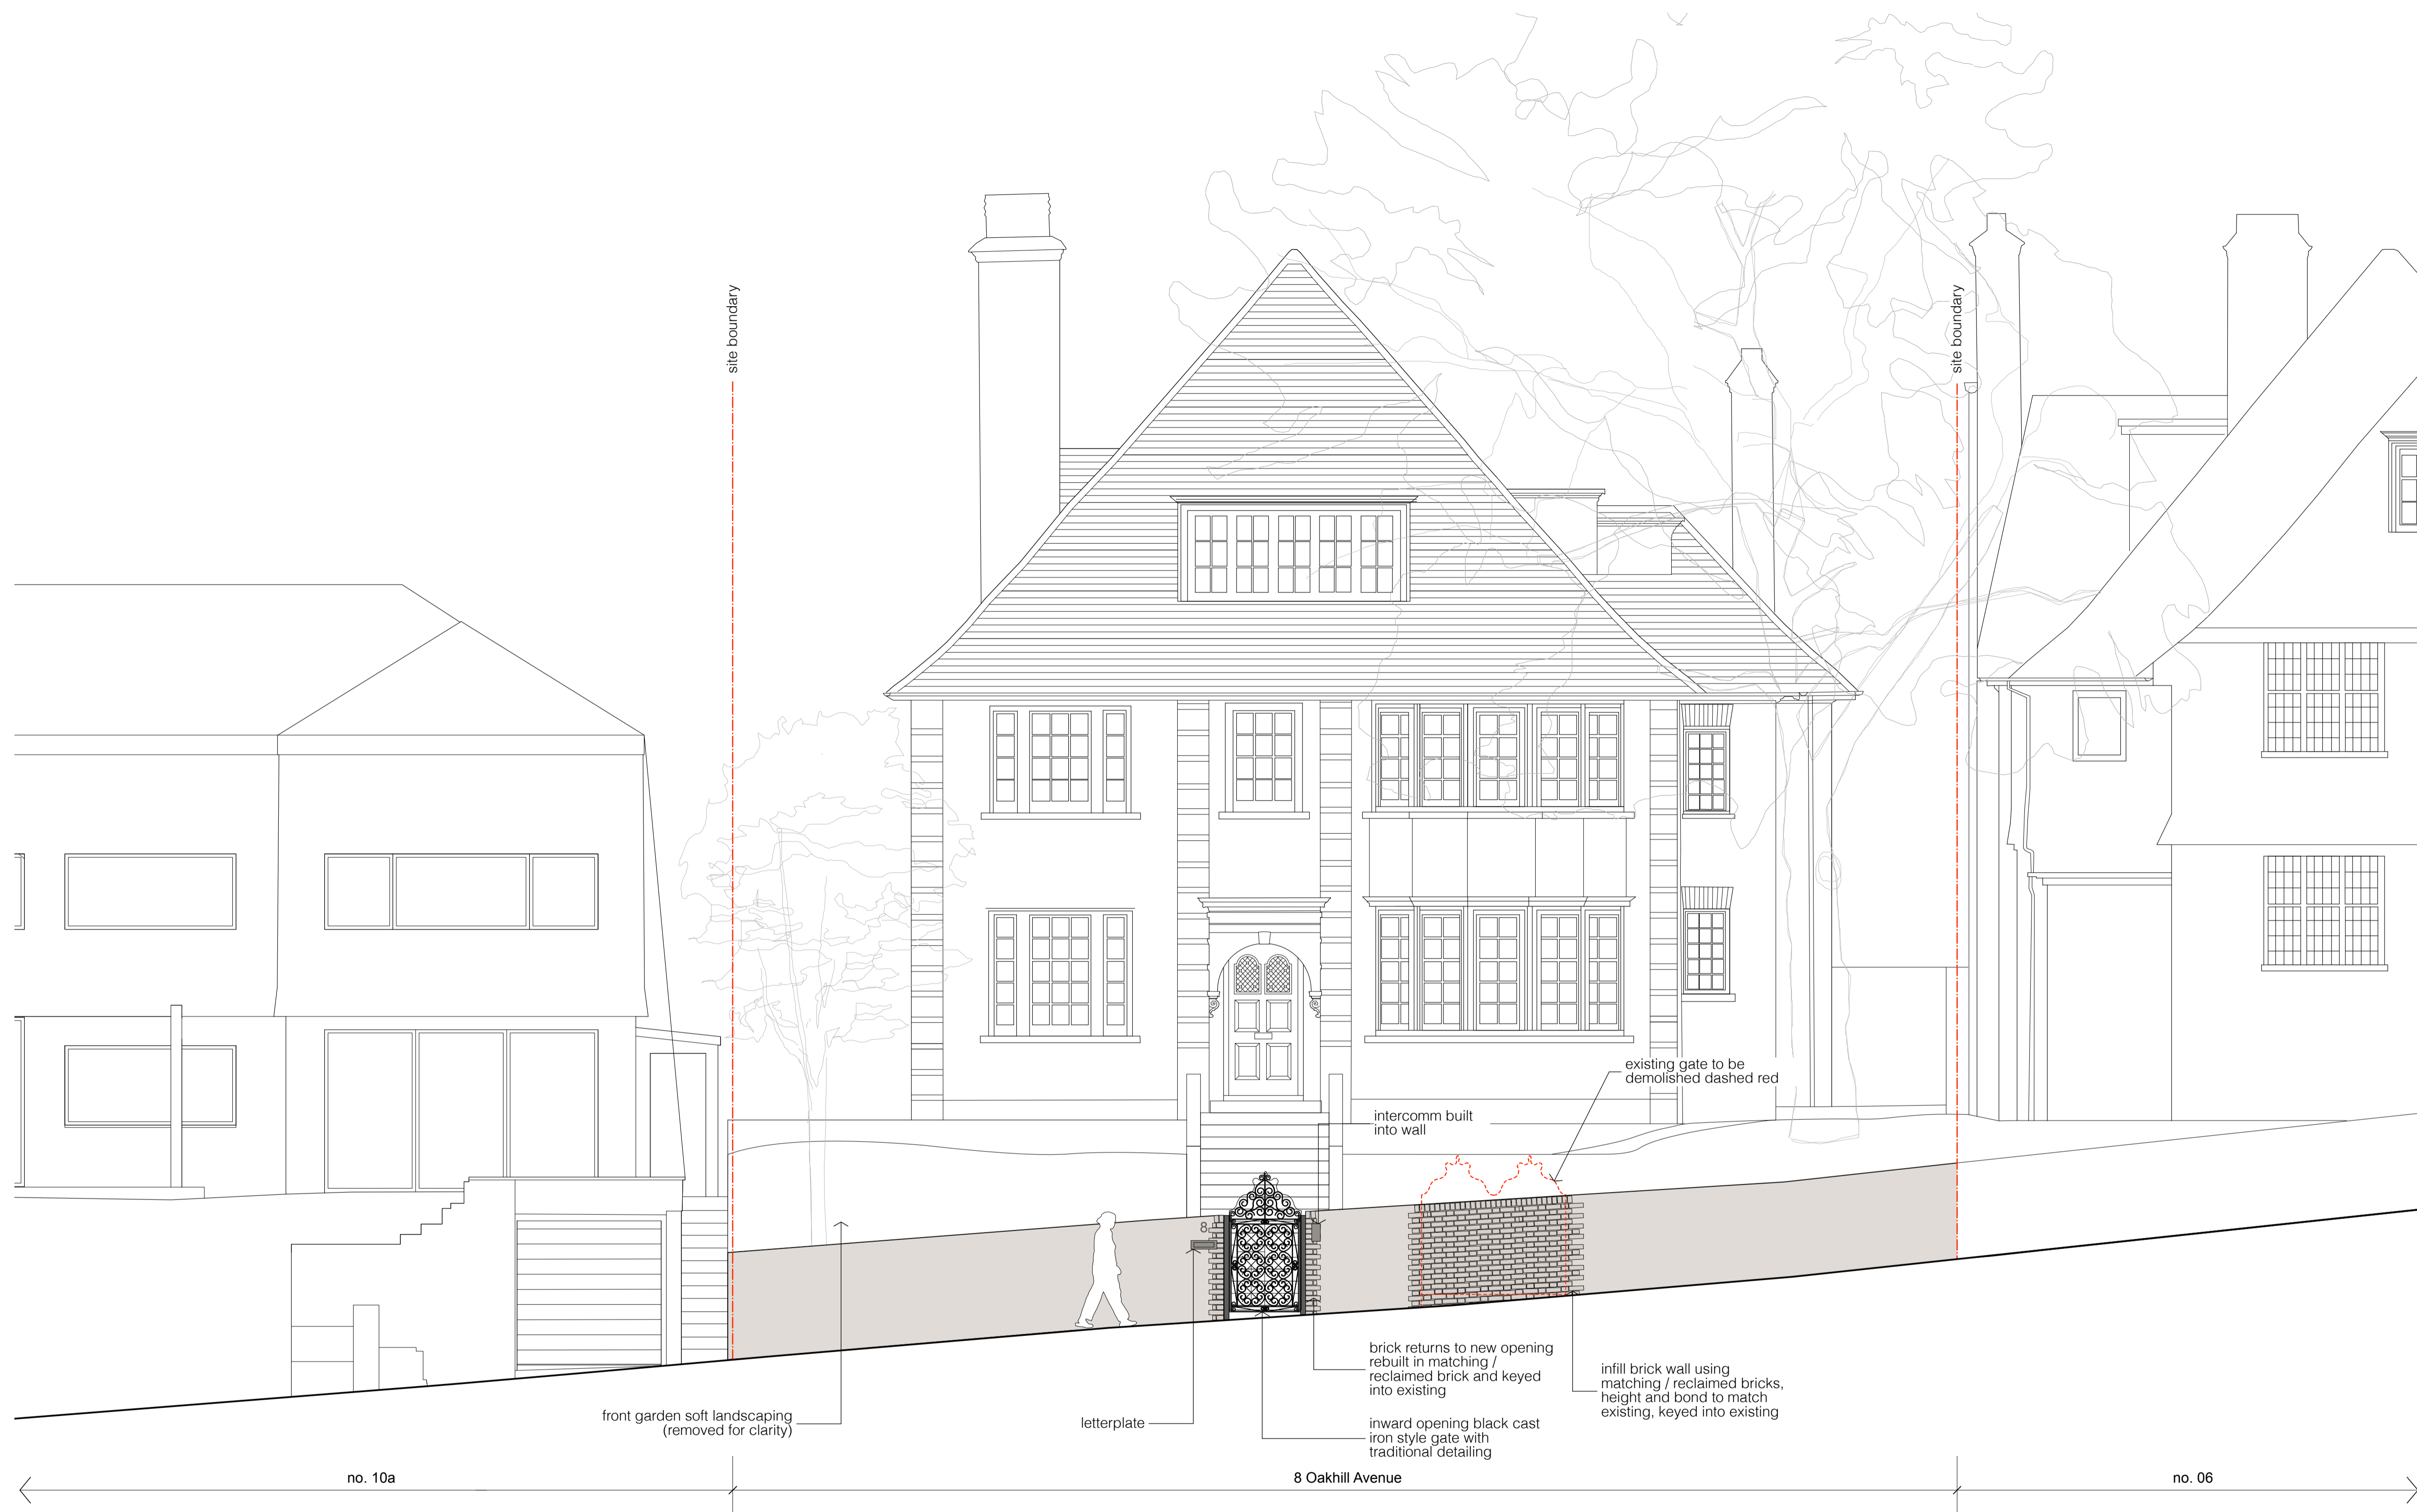 site boundary
site boundary
existing gate to be
demolished dashed red
intercomm built
into wall
8
brick returns to new opening
rebuilt in matching /
reclaimed brick and keyed
into existing
infill brick wall using
matching / reclaimed bricks,
height and bond to match
existing, keyed into existing
front garden soft landscaping
(removed for clarity)
letterplate
inward opening black cast
iron style gate with
traditional detailing
no. 10a
8 Oakhill Avenue
no. 06